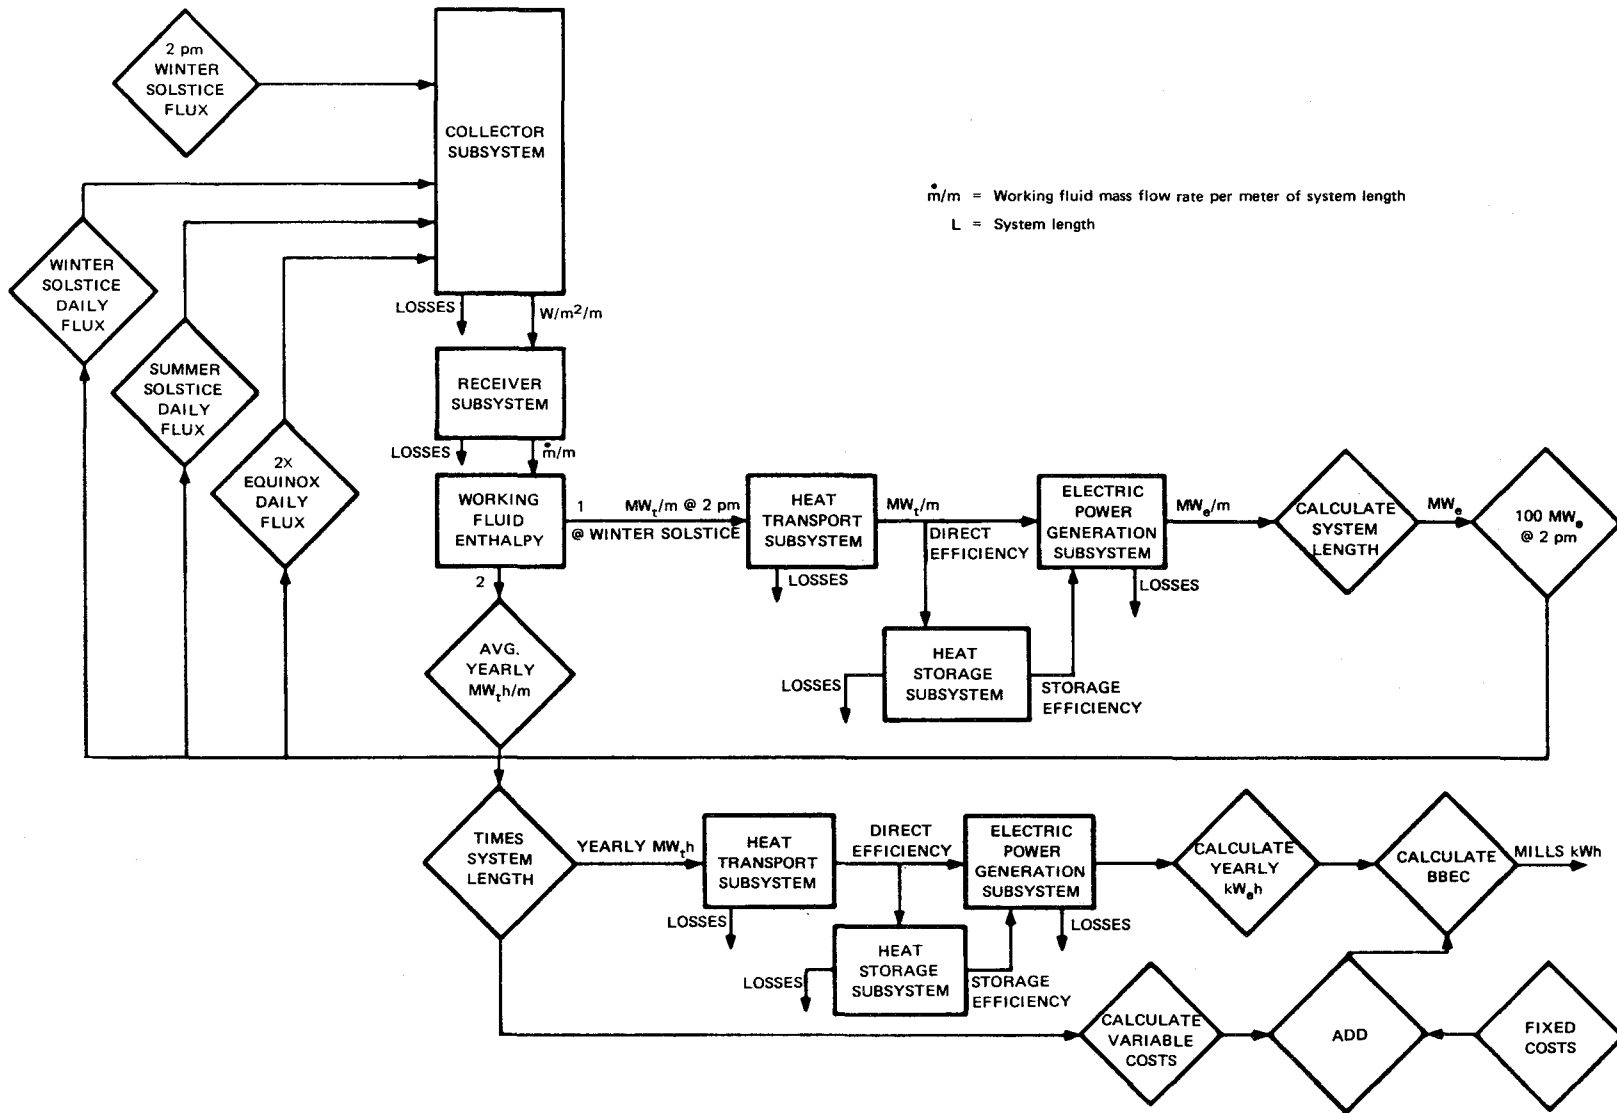 2 pm
WINTER
SOLSTICE
FLUX
COLLECTOR
SUBSYSTEM
ṁ/m = Working fluid mass flow rate per meter of system length
L = System length
WINTER
SOLSTICE
DAILY
FLUX
SUMMER
SOLSTICE
DAILY
FLUX
2X
EQUINOX
DAILY
FLUX
LOSSES
W/m²/m
RECEIVER
SUBSYSTEM
LOSSES
ṁ/m
WORKING
FLUID
ENTHALPY
1
MWₜ/m @ 2 pm
@ WINTER SOLSTICE
2
HEAT
TRANSPORT
SUBSYSTEM
LOSSES
MWₜ/m
DIRECT
EFFICIENCY
ELECTRIC
POWER
GENERATION
SUBSYSTEM
LOSSES
MWₑ/m
CALCULATE
SYSTEM
LENGTH
MWₑ
100 MWₑ
@ 2 pm
HEAT
STORAGE
SUBSYSTEM
LOSSES
STORAGE
EFFICIENCY
AVG.
YEARLY
MWₜh/m
TIMES
SYSTEM
LENGTH
YEARLY MWₜh
HEAT
TRANSPORT
SUBSYSTEM
LOSSES
DIRECT
EFFICIENCY
ELECTRIC
POWER
GENERATION
SUBSYSTEM
LOSSES
CALCULATE
YEARLY
kWₑh
CALCULATE
BBEC
MILLS kWh
HEAT
STORAGE
SUBSYSTEM
LOSSES
STORAGE
EFFICIENCY
CALCULATE
VARIABLE
COSTS
ADD
FIXED
COSTS